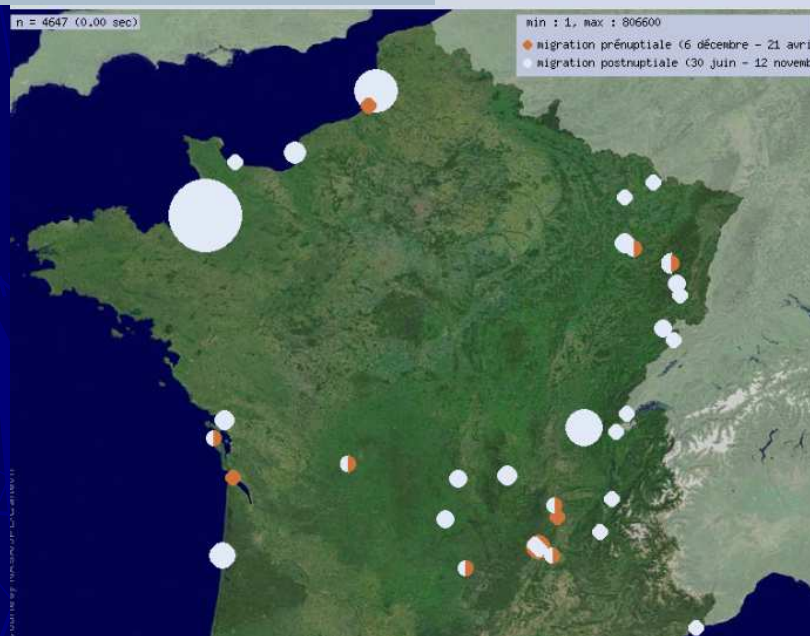 n = 4647 (0.00 sec)
min : 1, max : 806600
migration prénuptiale (6 décembre - 21 avri
migration postnuptiale (30 juin - 12 novemb